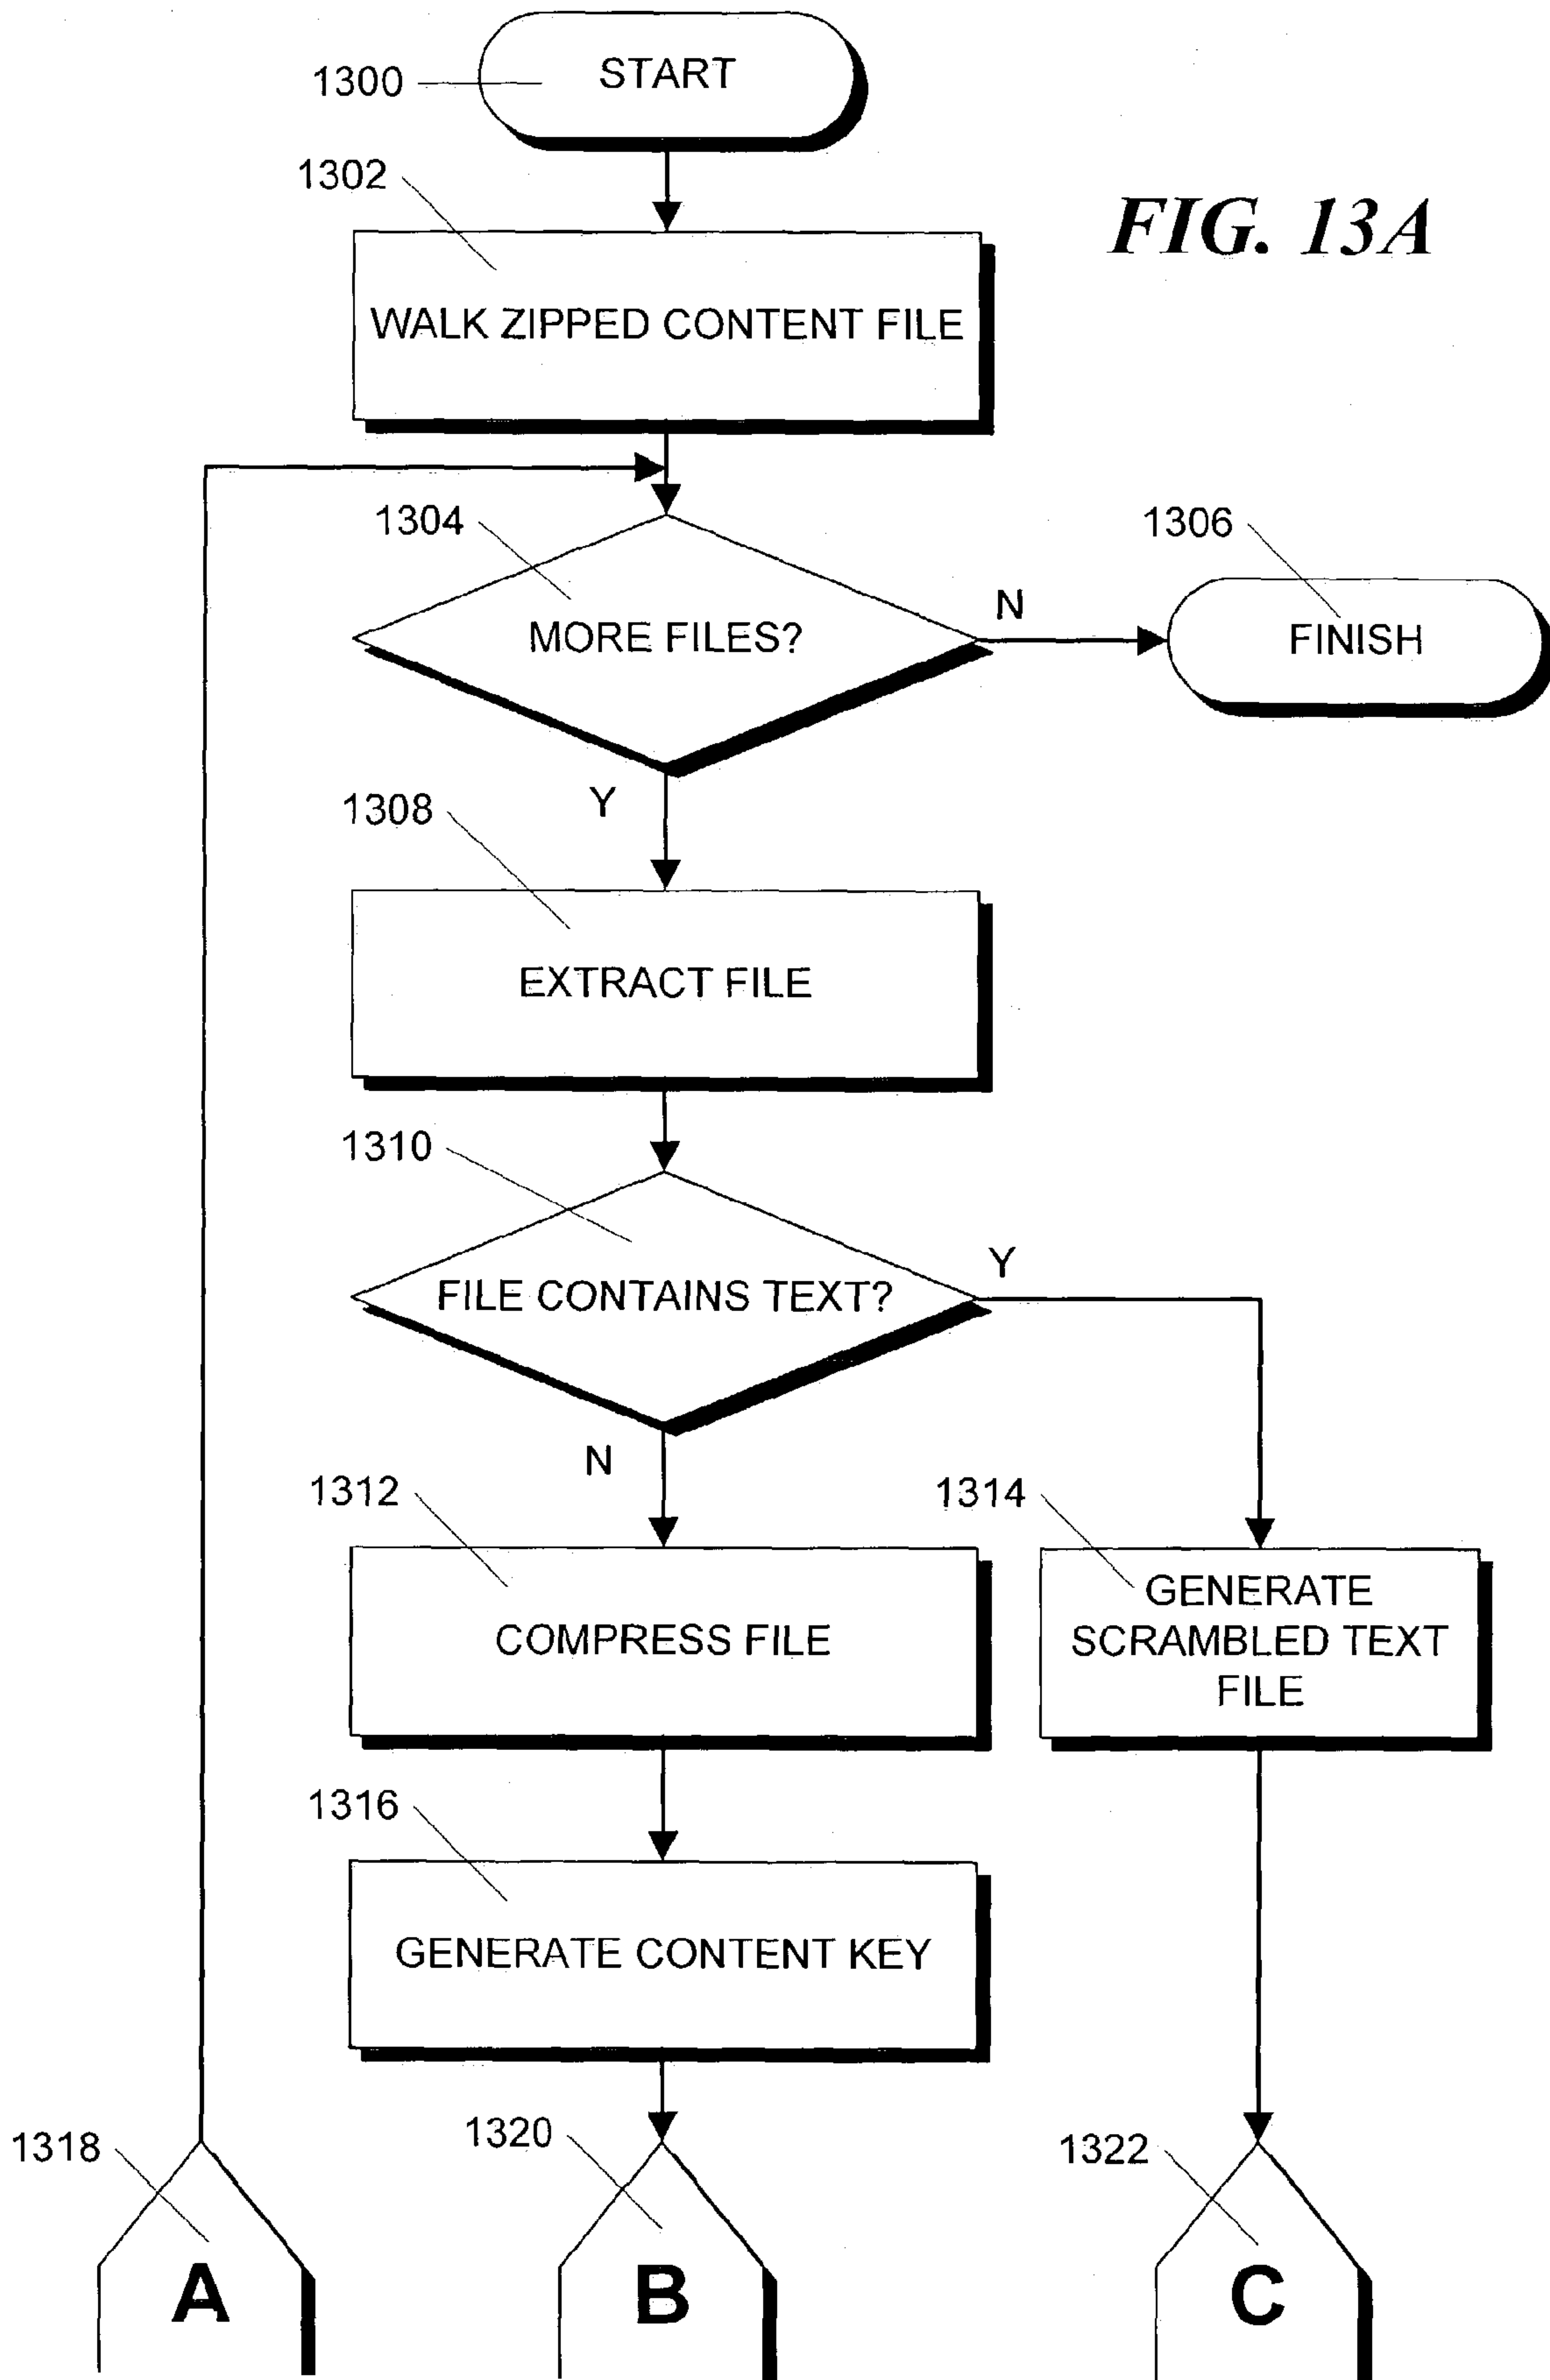 START
1300
1302
FIG. 13A
WALK ZIPPED CONTENT FILE
1304
1306
N
MORE FILES?
FINISH
Y
1308
EXTRACT FILE
1310
Y
FILE CONTAINS TEXT?
N
1312
1314
GENERATE
SCRAMBLED TEXT
FILE
COMPRESS FILE
1316
GENERATE CONTENT KEY
1318
1320
1322
A
B
C